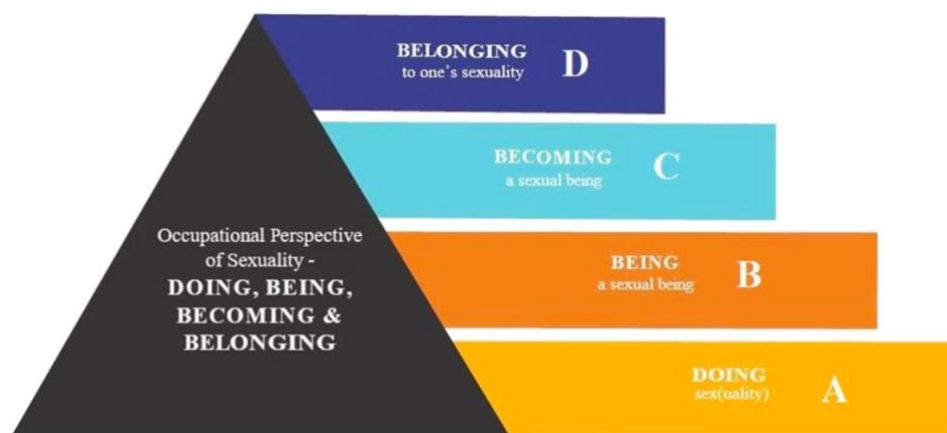 BELONGING
to one's sexuality
D
BECOMING
a sexual being
C
Occupational Perspective
of Sexuality -
DOING, BEING,
BECOMING &
BELONGING
BEING
a sexual being
B
DOING
sex(uality)
A